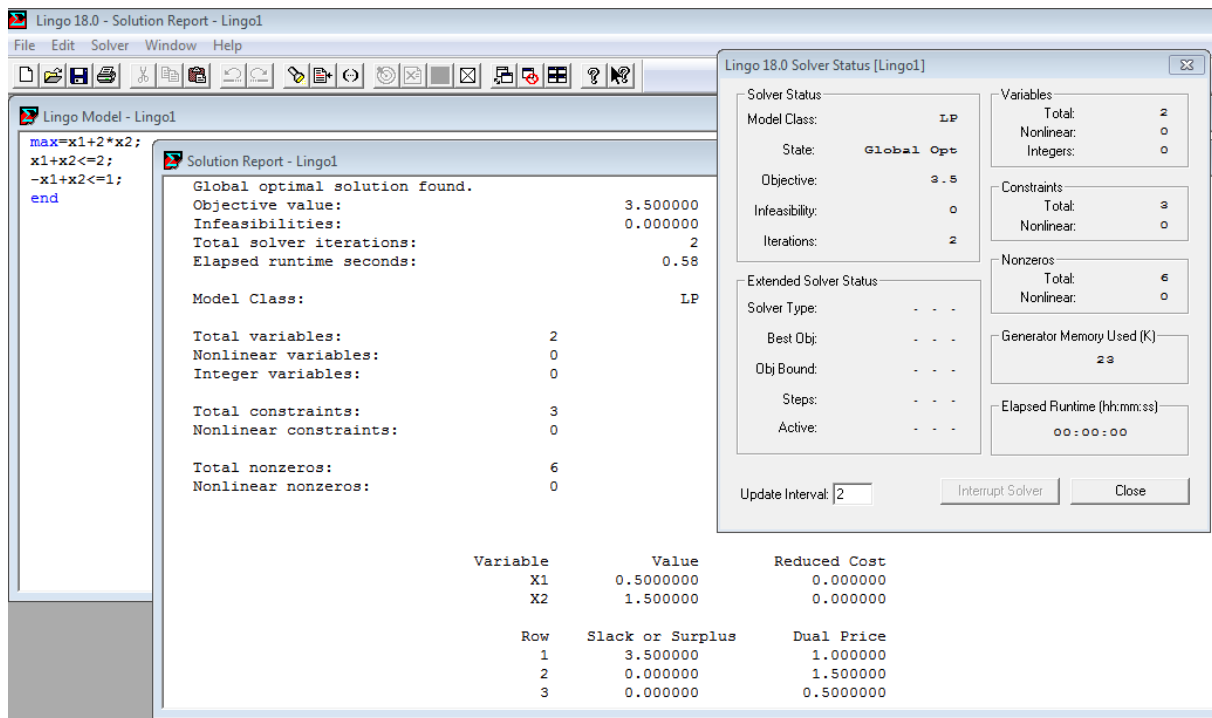 Lingo 18.0 - Solution Report - Lingo1
File Edit Solver Window Help
Lingo Model - Lingo1
max=x1+2*x2;
x1+x2<=2;
-x1+x2<=1;
end
Solution Report - Lingo1
Global optimal solution found.
Objective value: 3.500000
Infeasibilities: 0.000000
Total solver iterations: 2
Elapsed runtime seconds: 0.58
Model Class: LP
Total variables: 2
Nonlinear variables: 0
Integer variables: 0
Total constraints: 3
Nonlinear constraints: 0
Total nonzeros: 6
Nonlinear nonzeros: 0
Variable Value Reduced Cost
X1 0.5000000 0.000000
X2 1.500000 0.000000
Row Slack or Surplus Dual Price
1 3.500000 1.000000
2 0.000000 1.500000
3 0.000000 0.5000000
Lingo 18.0 Solver Status [Lingo1]
Solver Status
Model Class: LP
State: Global Opt
Objective: 3.5
Infeasibility: 0
Iterations: 2
Extended Solver Status
Solver Type: - - -
Best Obj: - - -
Obj Bound: - - -
Steps: - - -
Active: - - -
Variables
Total: 2
Nonlinear: 0
Integers: 0
Constraints
Total: 3
Nonlinear: 0
Nonzeros
Total: 6
Nonlinear: 0
Generator Memory Used (K)
23
Elapsed Runtime (hh:mm:ss)
00:00:00
Update Interval: 2
Interrupt Solver
Close